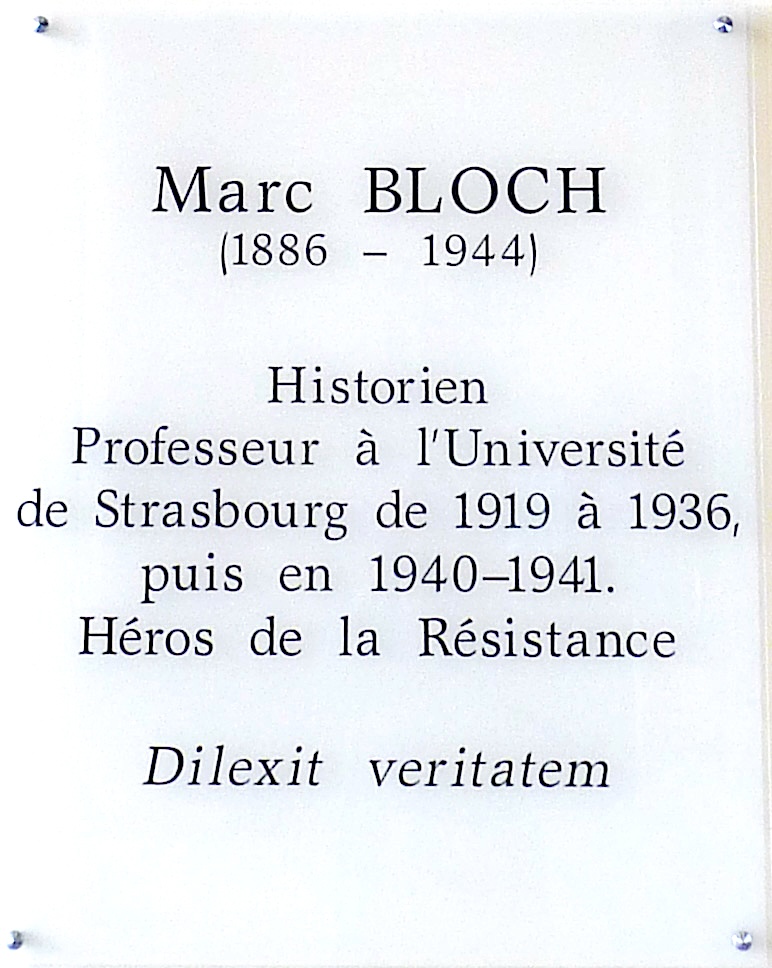 Marc BLOCH
(1886 – 1944)
Historien
Professeur à l'Université
de Strasbourg de 1919 à 1936,
puis en 1940–1941.
Héros de la Résistance
Dilexit veritatem